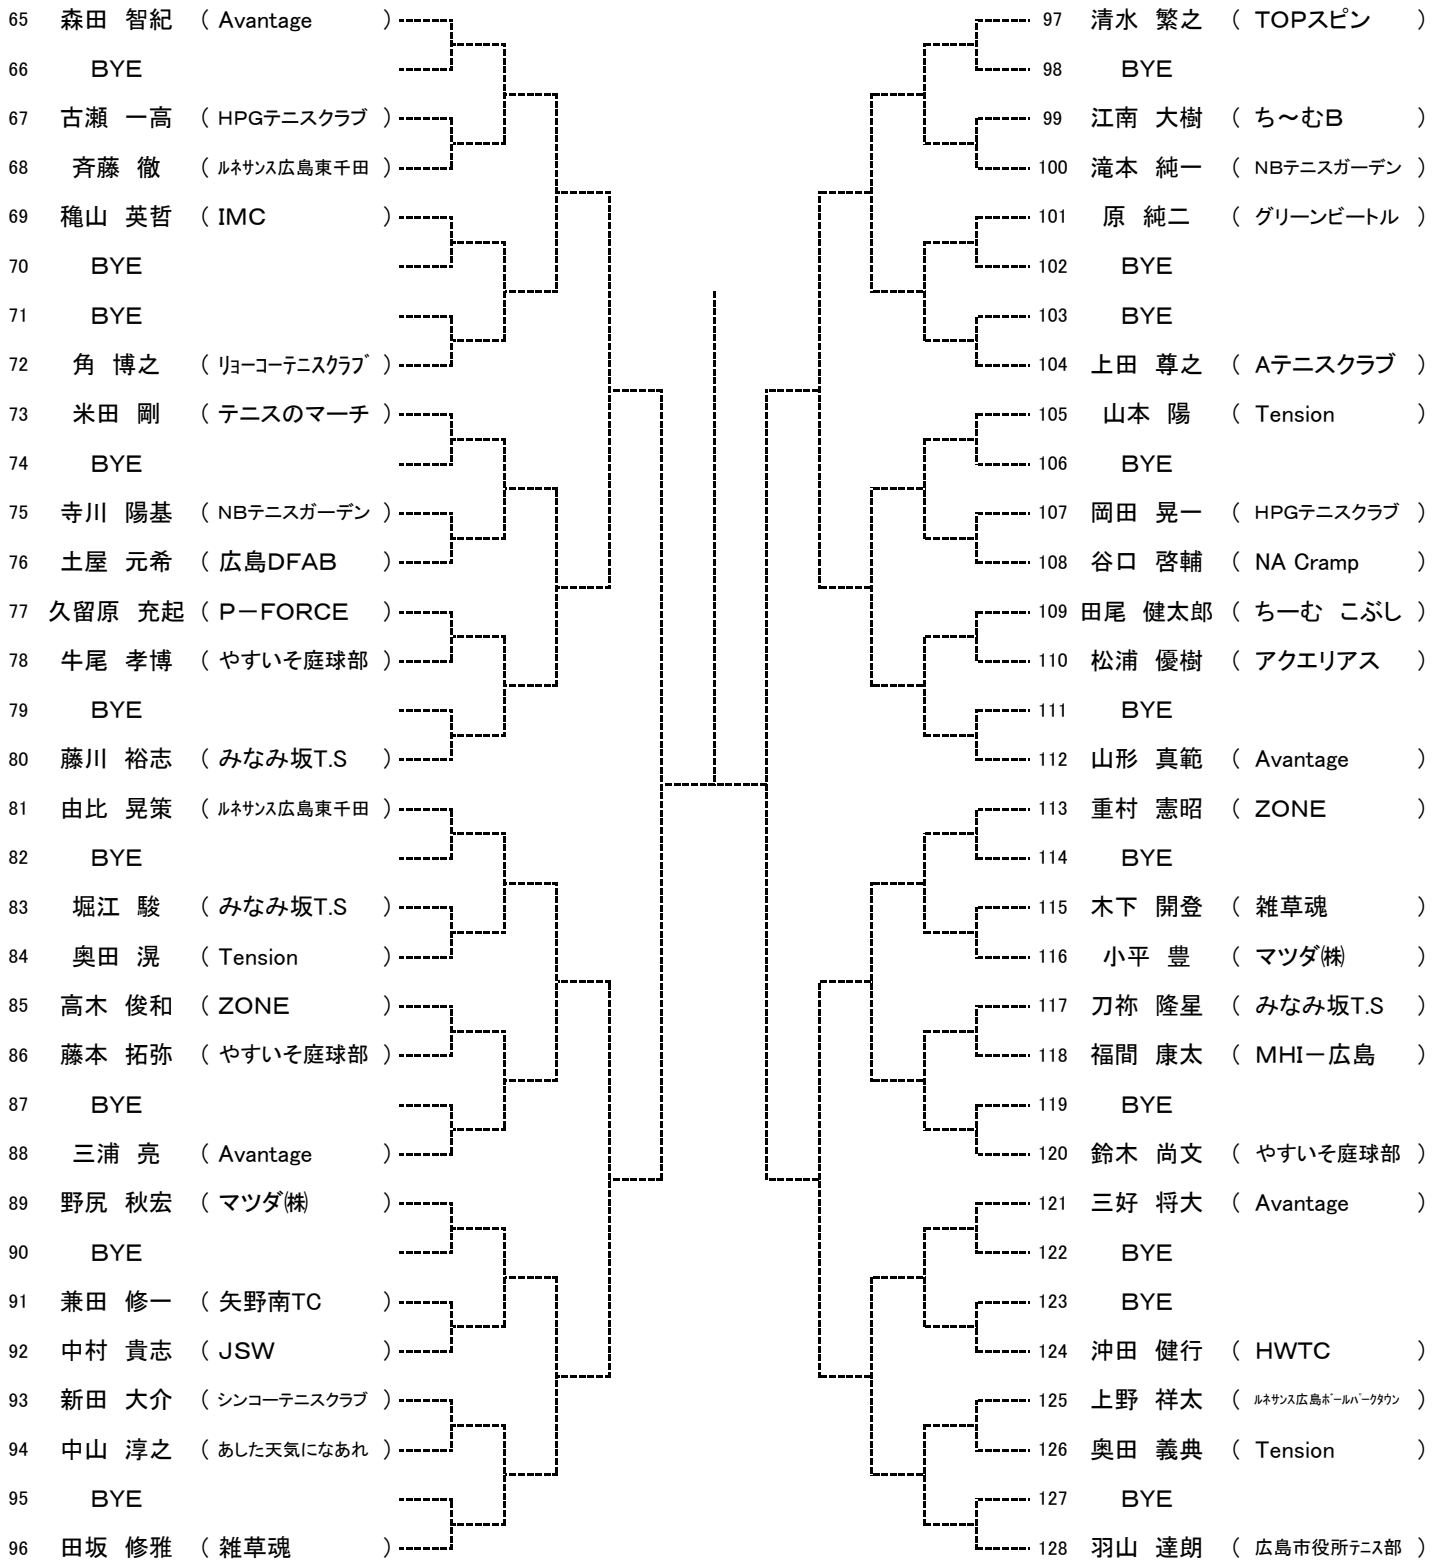 65 森田 智紀 ( Avantage )
66 BYE
67 古瀬 一高 ( HPGテニスクラブ )
68 斉藤 徹 ( ルネサンス広島東千田 )
69 穐山 英哲 ( IMC )
70 BYE
71 BYE
72 角 博之 ( リョーコーテニスクラブ )
73 米田 剛 ( テニスのマーチ )
74 BYE
75 寺川 陽基 ( NBテニスガーデン )
76 土屋 元希 ( 広島DFAB )
77 久留原 充起 ( P-FORCE )
78 牛尾 孝博 ( やすいそ庭球部 )
79 BYE
80 藤川 裕志 ( みなみ坂T.S )
81 由比 晃策 ( ルネサンス広島東千田 )
82 BYE
83 堀江 駿 ( みなみ坂T.S )
84 奥田 滉 ( Tension )
85 高木 俊和 ( ZONE )
86 藤本 拓弥 ( やすいそ庭球部 )
87 BYE
88 三浦 亮 ( Avantage )
89 野尻 秋宏 ( マツダ㈱ )
90 BYE
91 兼田 修一 ( 矢野南TC )
92 中村 貴志 ( JSW )
93 新田 大介 ( シンコーテニスクラブ )
94 中山 淳之 ( あした天気になあれ )
95 BYE
96 田坂 修雅 ( 雑草魂 )
97 清水 繁之 ( TOPスピン )
98 BYE
99 江南 大樹 ( ち～むB )
100 滝本 純一 ( NBテニスガーデン )
101 原 純二 ( グリーンビートル )
102 BYE
103 BYE
104 上田 尊之 ( Aテニスクラブ )
105 山本 陽 ( Tension )
106 BYE
107 岡田 晃一 ( HPGテニスクラブ )
108 谷口 啓輔 ( NA Cramp )
109 田尾 健太郎 ( ちーむ こぶし )
110 松浦 優樹 ( アクエリアス )
111 BYE
112 山形 真範 ( Avantage )
113 重村 憲昭 ( ZONE )
114 BYE
115 木下 開登 ( 雑草魂 )
116 小平 豊 ( マツダ㈱ )
117 刀祢 隆星 ( みなみ坂T.S )
118 福間 康太 ( MHI-広島 )
119 BYE
120 鈴木 尚文 ( やすいそ庭球部 )
121 三好 将大 ( Avantage )
122 BYE
123 BYE
124 沖田 健行 ( HWTC )
125 上野 祥太 ( ルネサンス広島ボールパークタウン )
126 奥田 義典 ( Tension )
127 BYE
128 羽山 達朗 ( 広島市役所テニス部 )